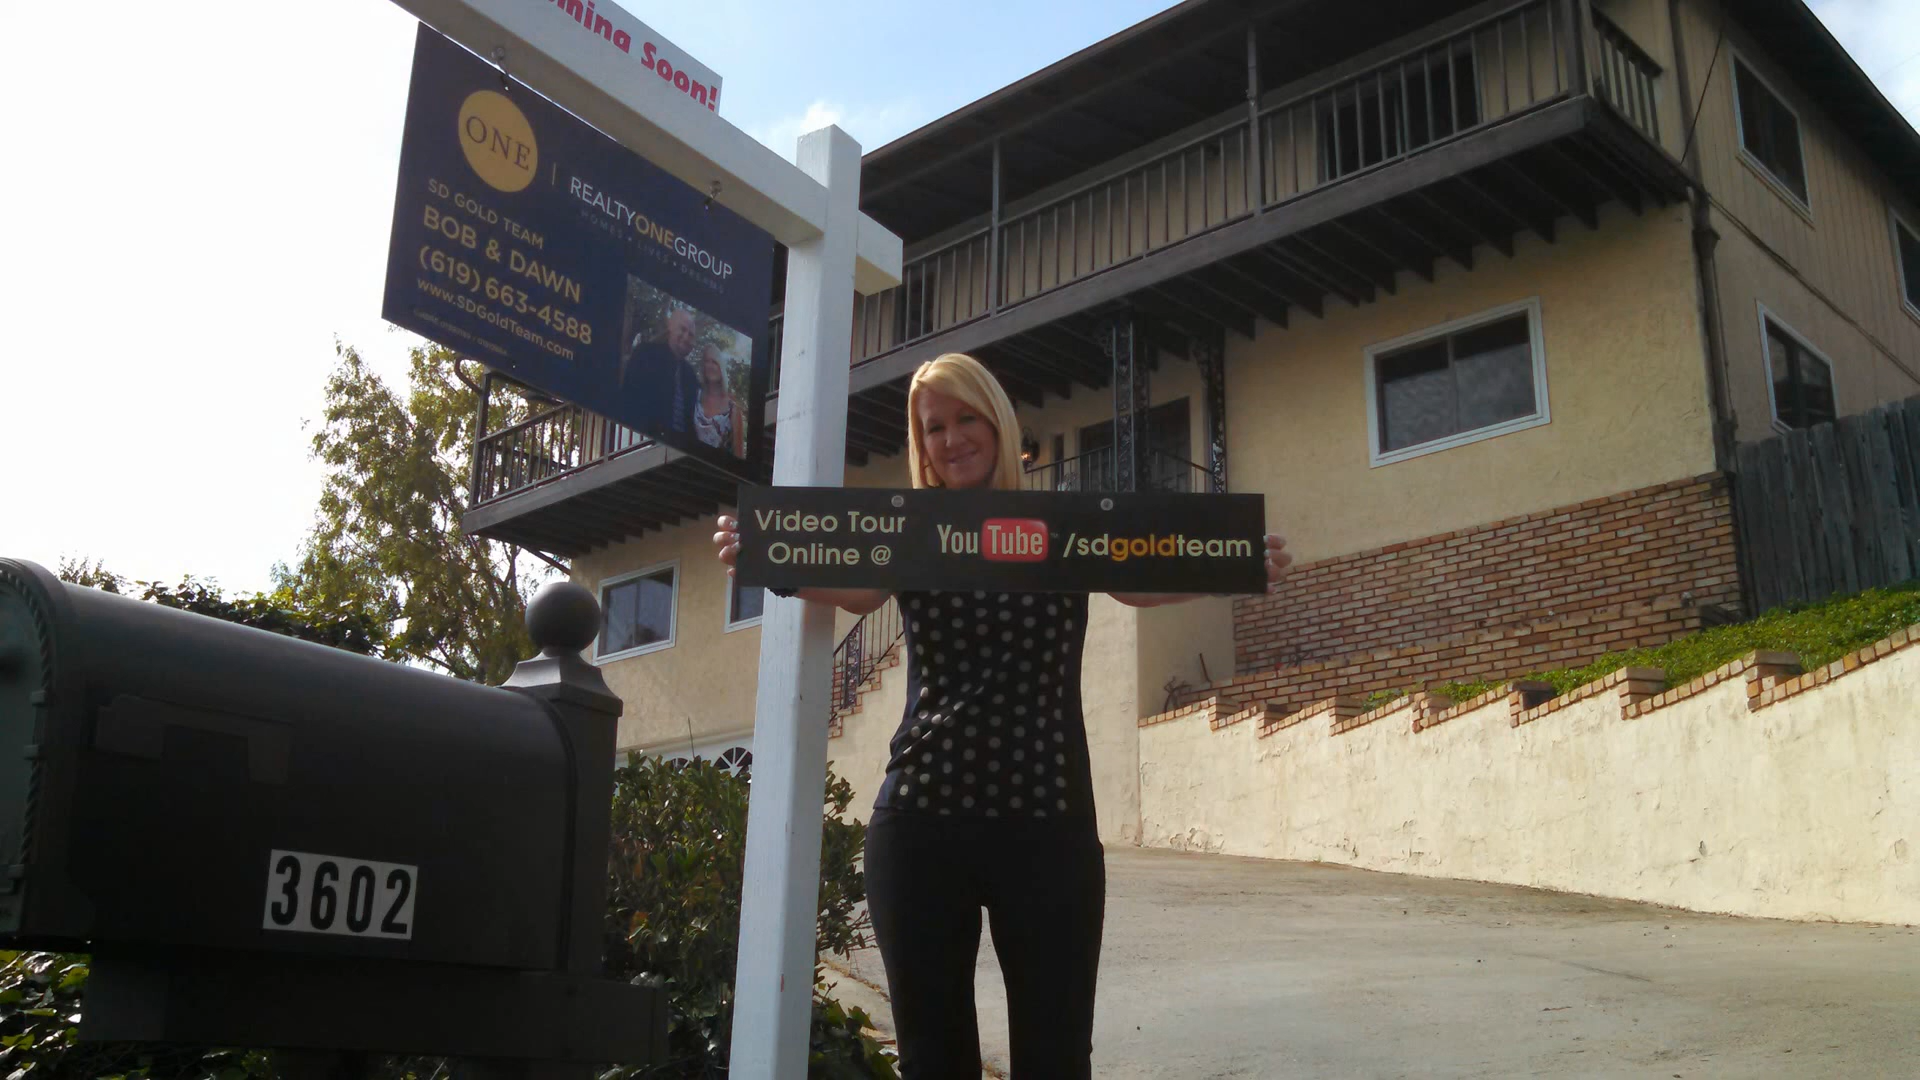 Soon!
ONE
REALTYONEGROUP
HOMES • LIVES • DREAMS
SD GOLD TEAM
BOB & DAWN
(619) 663-4588
www.SDGoldTeam.com
Video Tour
Online @
YouTube /sdgoldteam
3602